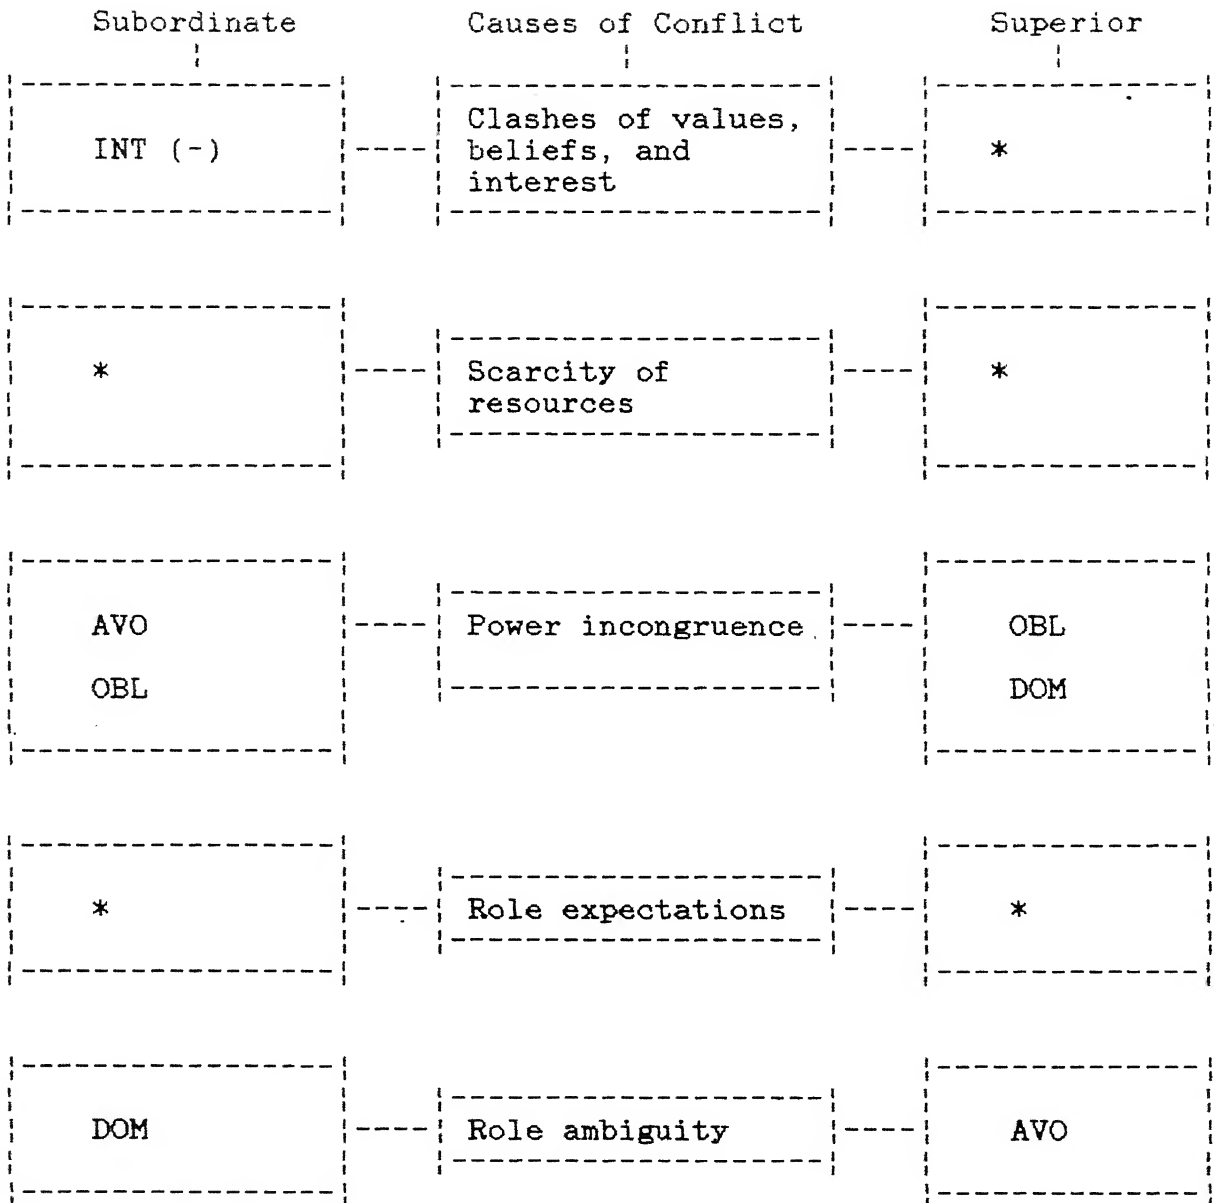 Subordinate Causes of Conflict Superior
Clashes of values,
INT (-) beliefs, and *
interest
* Scarcity of *
resources
AVO Power incongruence OBL
OBL DOM
* Role expectations *
DOM Role ambiguity AVO